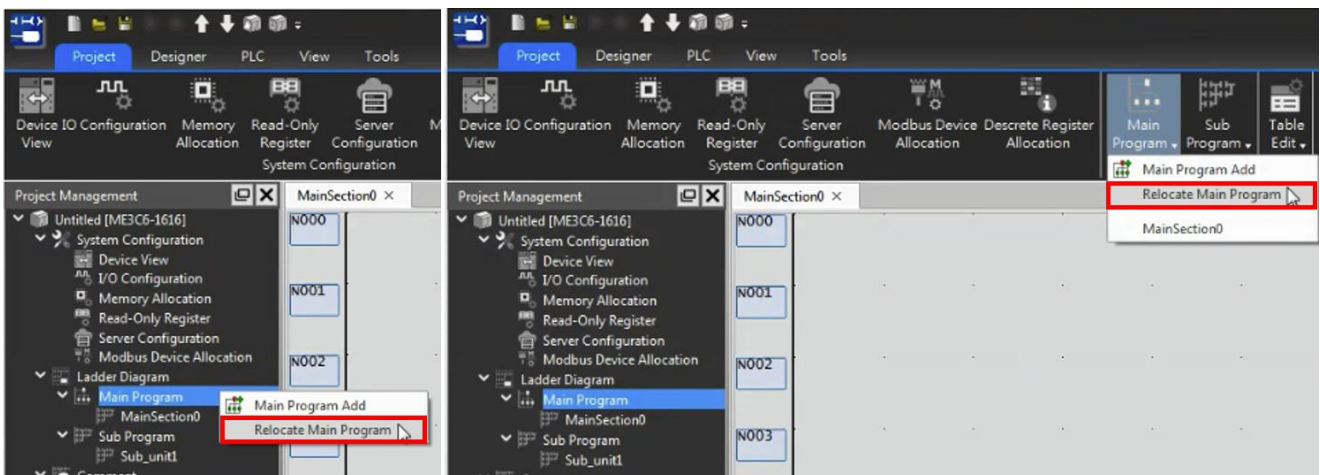 Project Designer PLC View Tools
Device IO Configuration Memory Read-Only Server M
View Allocation Register Configuration
System Configuration
Project Management
MainSection0 ×
Untitled [ME3C6-1616]
System Configuration
Device View
I/O Configuration
Memory Allocation
Read-Only Register
Server Configuration
Modbus Device Allocation
Ladder Diagram
Main Program
MainSection0
Sub Program
Sub_unit1
Comment
N000
N001
N002
Main Program Add
Relocate Main Program
Project Designer PLC View Tools
Device IO Configuration Memory Read-Only Server Modbus Device Descrete Register Main Sub Table
View Allocation Register Configuration Allocation Allocation Program Program Edit
System Configuration
Main Program Add
Relocate Main Program
MainSection0
Project Management
MainSection0 ×
Untitled [ME3C6-1616]
System Configuration
Device View
I/O Configuration
Memory Allocation
Read-Only Register
Server Configuration
Modbus Device Allocation
Ladder Diagram
Main Program
MainSection0
Sub Program
Sub_unit1
N000
N001
N002
N003